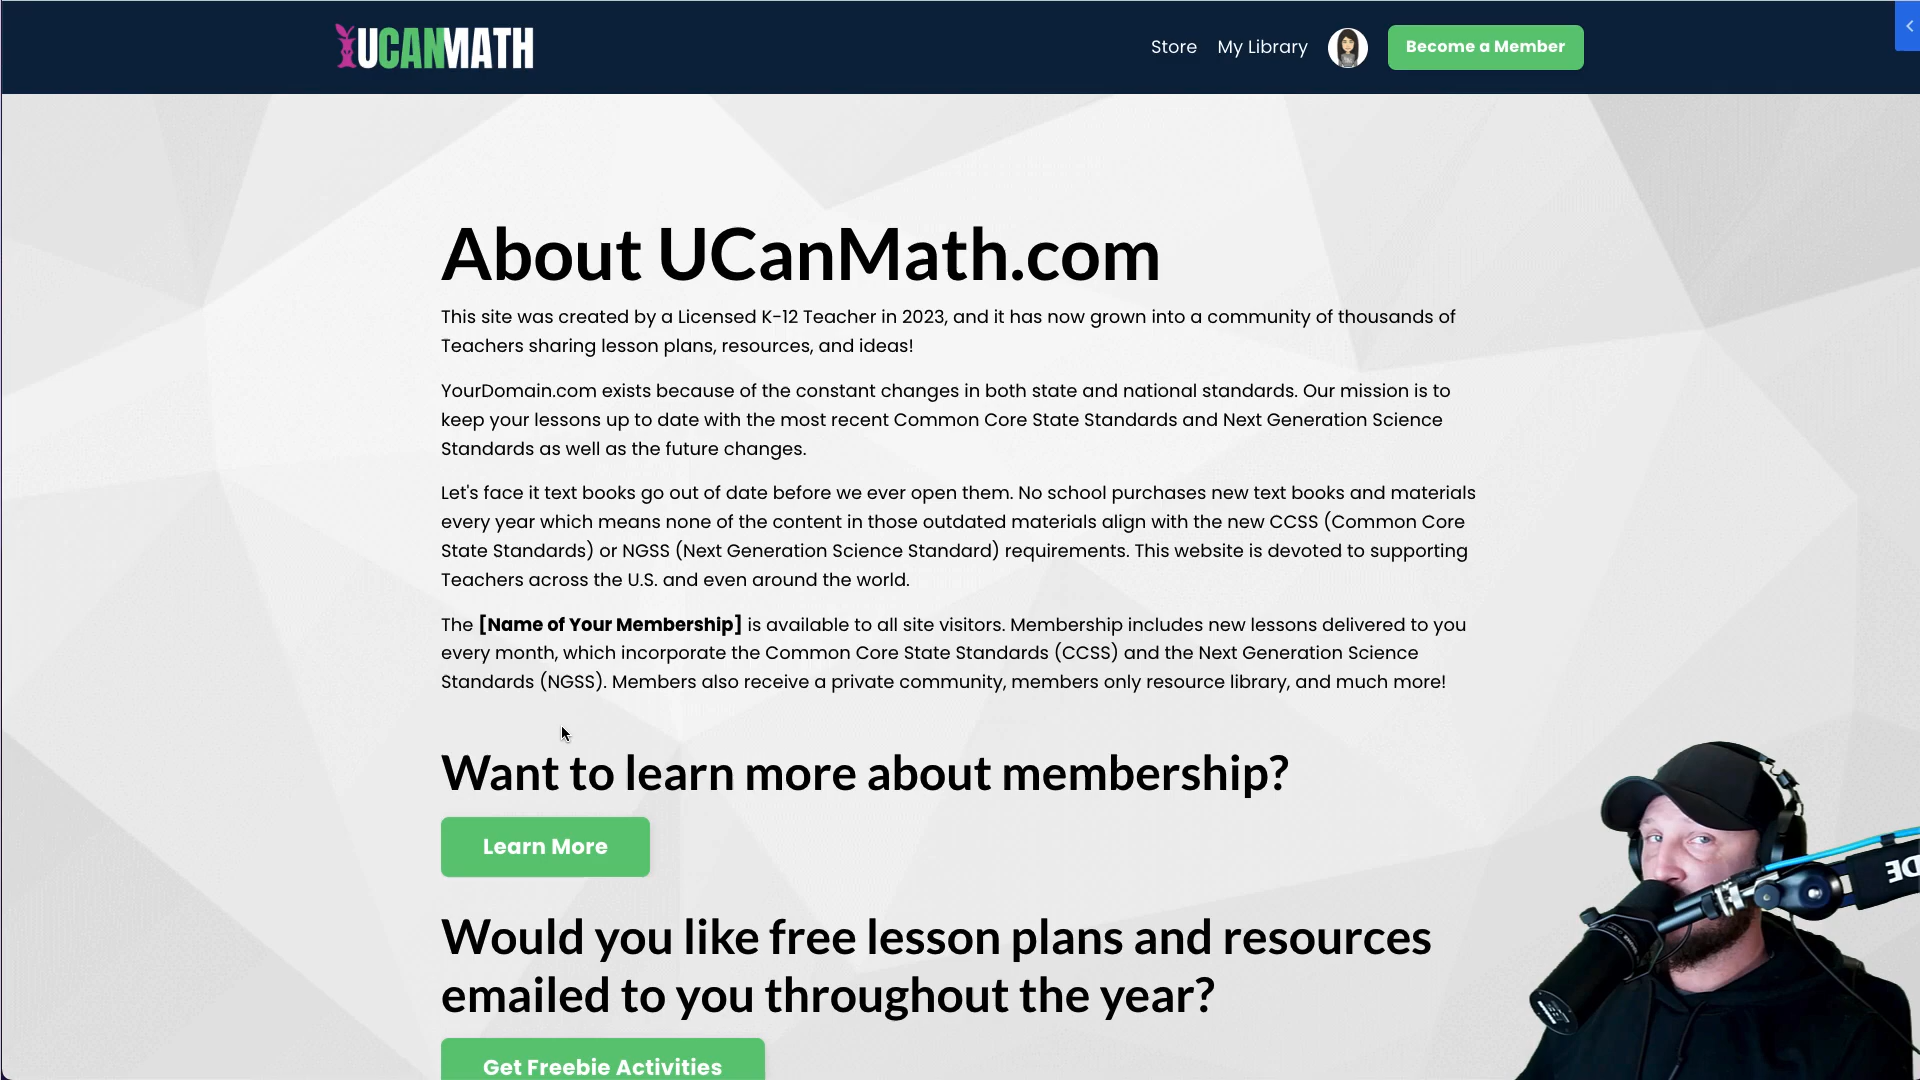 UCANMATH
Store My Library Become a Member
About UCanMath.com
This site was created by a Licensed K-12 Teacher in 2023, and it has now grown into a community of thousands of
Teachers sharing lesson plans, resources, and ideas!
YourDomain.com exists because of the constant changes in both state and national standards. Our mission is to
keep your lessons up to date with the most recent Common Core State Standards and Next Generation Science
Standards as well as the future changes.
Let's face it text books go out of date before we ever open them. No school purchases new text books and materials
every year which means none of the content in those outdated materials align with the new CCSS (Common Core
State Standards) or NGSS (Next Generation Science Standard) requirements. This website is devoted to supporting
Teachers across the U.S. and even around the world.
The [Name of Your Membership] is available to all site visitors. Membership includes new lessons delivered to you
every month, which incorporate the Common Core State Standards (CCSS) and the Next Generation Science
Standards (NGSS). Members also receive a private community, members only resource library, and much more!
Want to learn more about membership?
Learn More
Would you like free lesson plans and resources
emailed to you throughout the year?
Get Freebie Activities